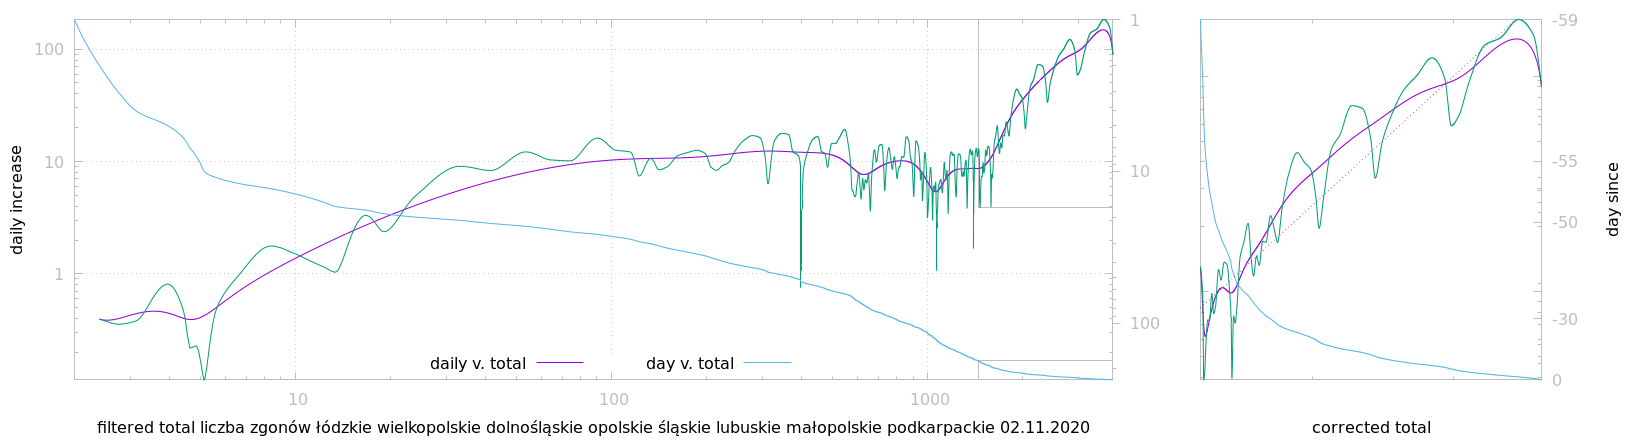 daily increase
100
10
1
10
100
1000
1
10
100
daily v. total
day v. total
filtered total liczba zgonów łódzkie wielkopolskie dolnośląskie opolskie śląskie lubuskie małopolskie podkarpackie 02.11.2020
-59
-55
-50
-30
0
day since
corrected total